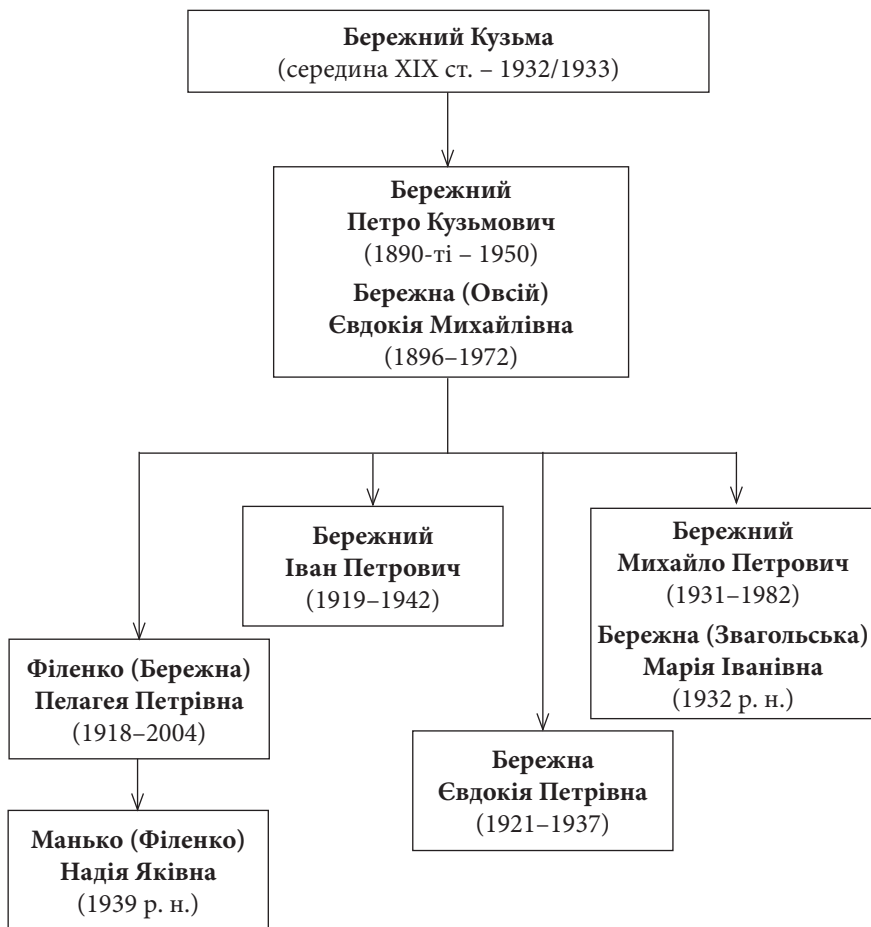 Бережний Кузьма
(середина XIX ст. – 1932/1933)
Бережний
Петро Кузьмович
(1890-ті – 1950)
Бережна (Овсій)
Євдокія Михайлівна
(1896–1972)
Бережний
Іван Петрович
(1919–1942)
Бережний
Михайло Петрович
(1931–1982)
Бережна (Звагольська)
Марія Іванівна
(1932 р. н.)
Філенко (Бережна)
Пелагея Петрівна
(1918–2004)
Бережна
Євдокія Петрівна
(1921–1937)
Манько (Філенко)
Надія Яківна
(1939 р. н.)